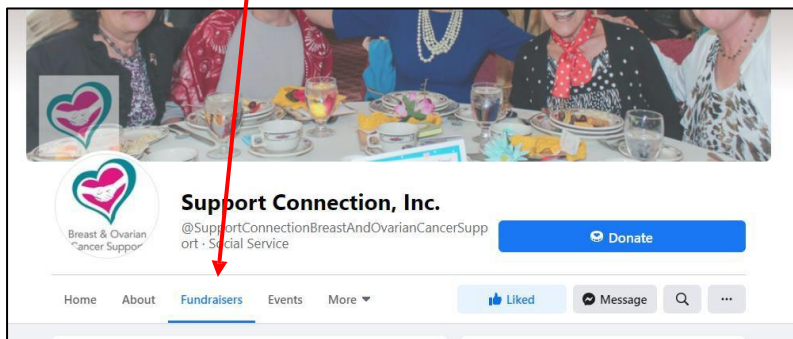 Breast & Ovarian
Cancer Support
Support Connection, Inc.
@SupportConnectionBreastAndOvarianCancerSupp
ort · Social Service
Donate
Home About Fundraisers Events More
Liked Message ...